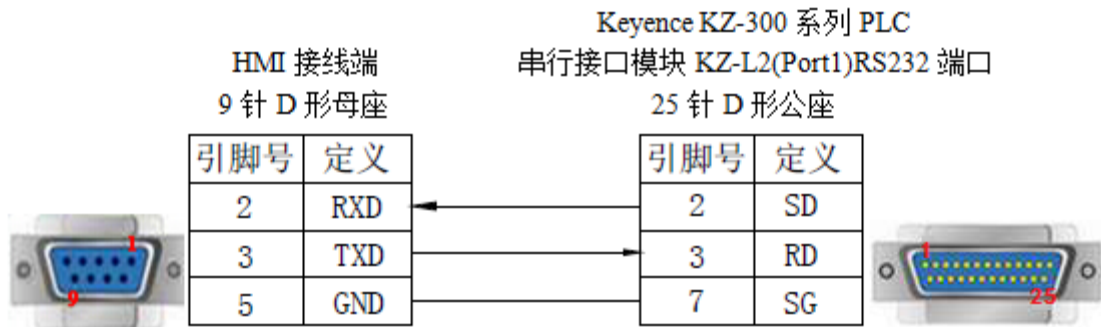 Keyence KZ-300 系列 PLC
HMI 接线端
串行接口模块 KZ-L2(Port1)RS232 端口
9 针 D 形母座
25 针 D 形公座
引脚号 定义 引脚号 定义
2 RXD 2 SD
3 TXD 3 RD
5 GND 7 SG
1
9
1
25